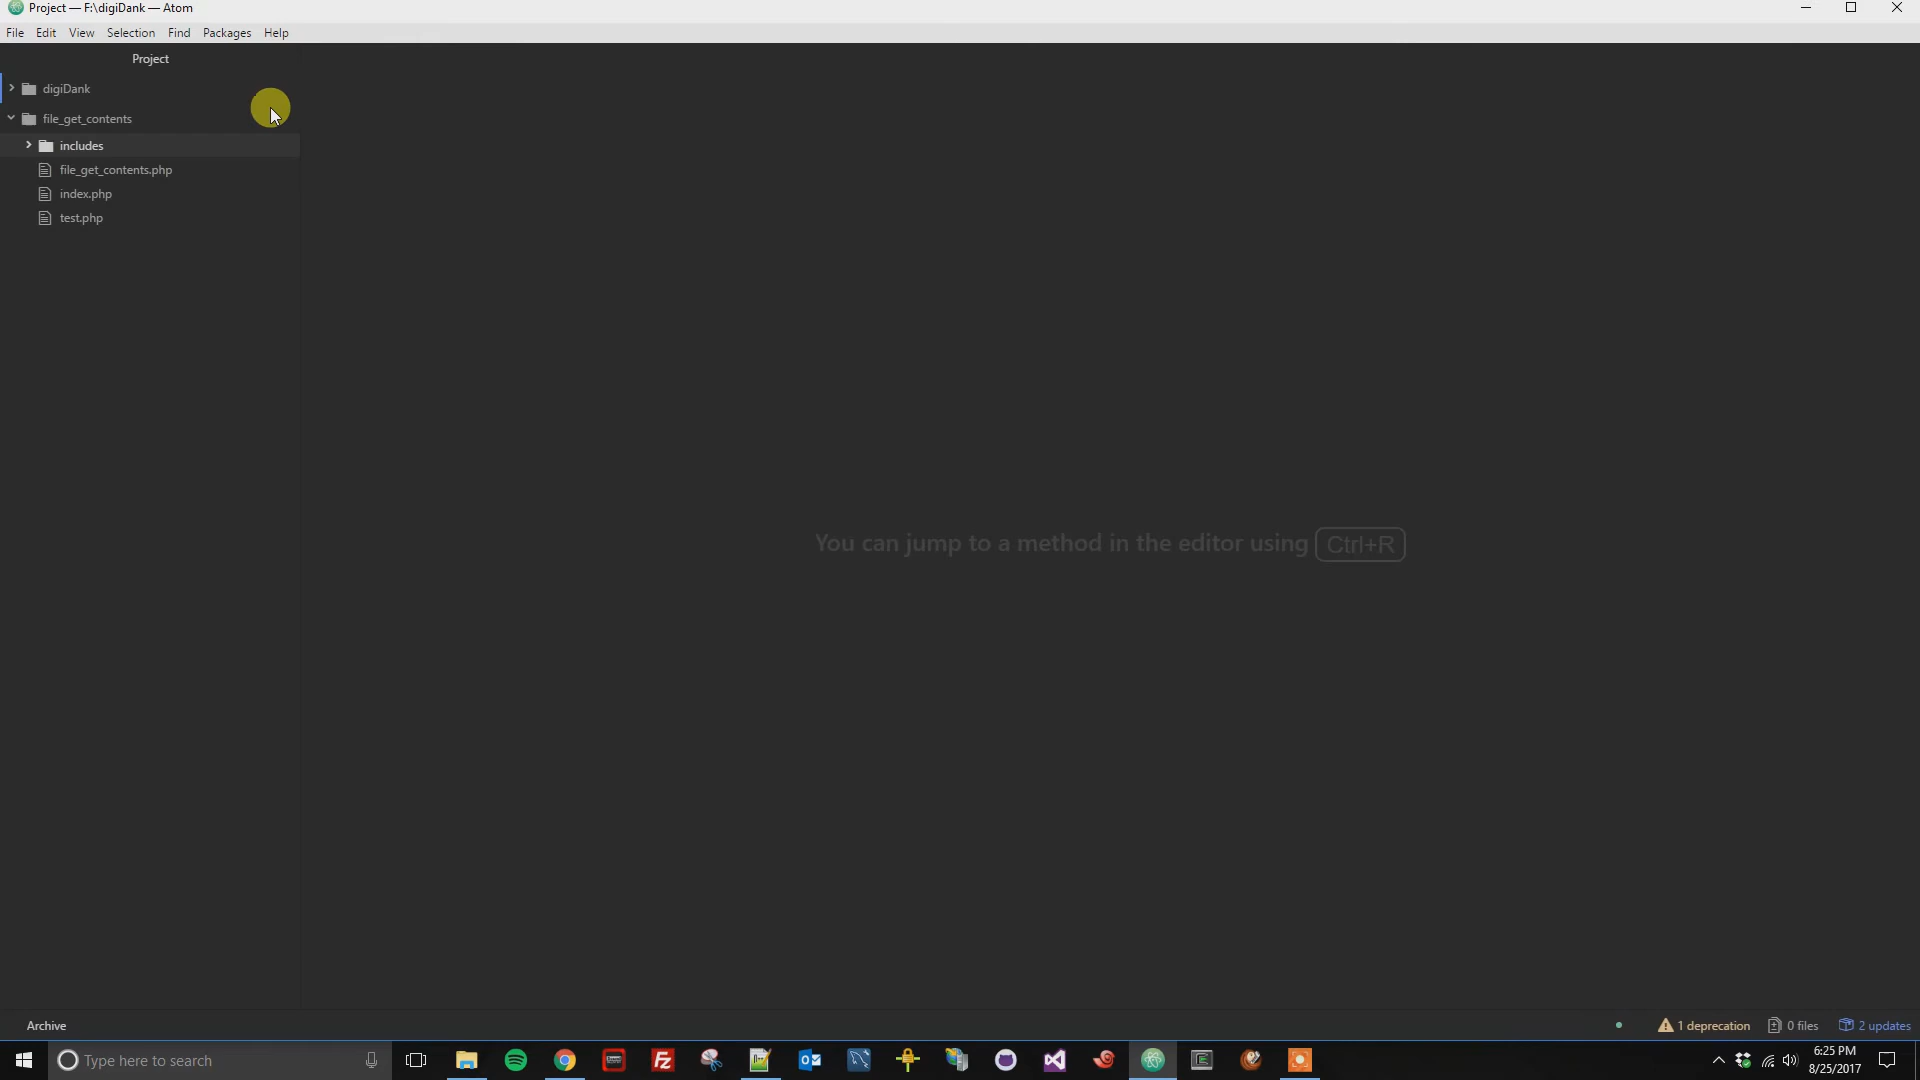 Project — F:\digiDank — Atom
File Edit View Selection Find Packages Help
Project
digiDank
file_get_contents
includes
file_get_contents.php
index.php
test.php
You can jump to a method in the editor using Ctrl+R
Archive
1 deprecation 0 files 2 updates
Type here to search
6:25 PM
8/25/2017